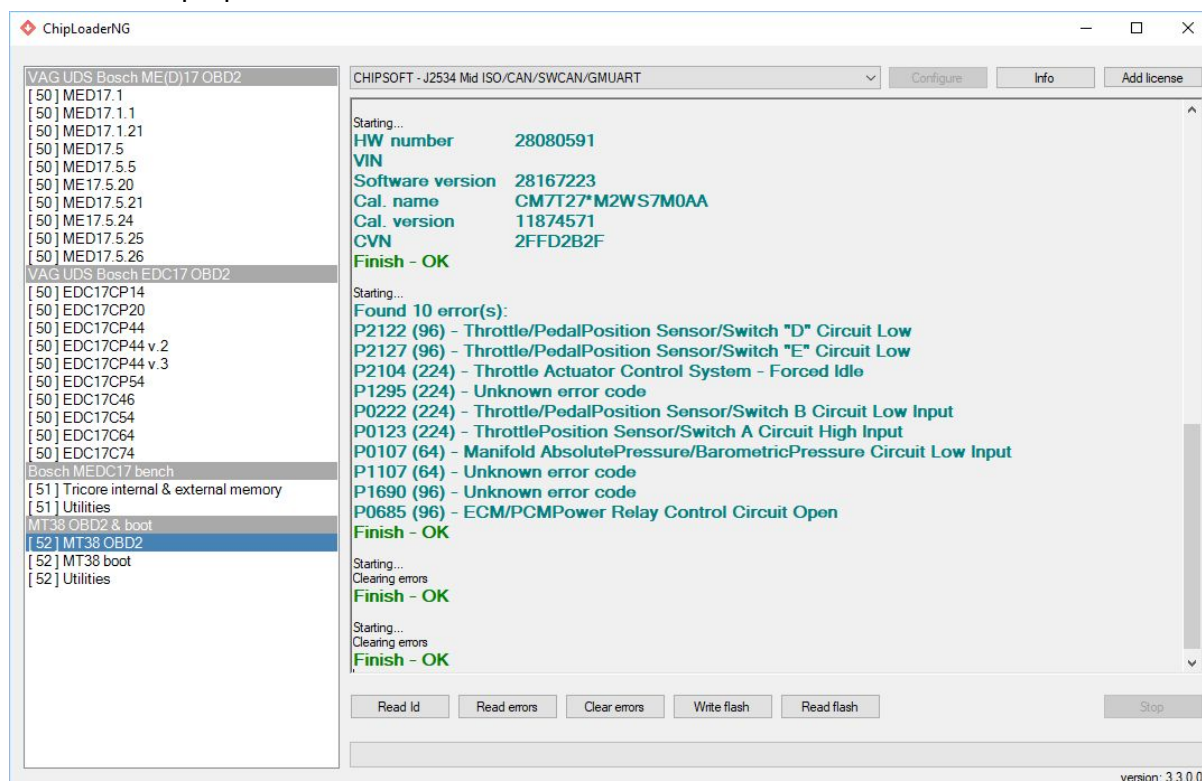 ChipLoaderNG
VAG UDS Bosch ME(D)17 OBD2
[ 50 ] MED17.1
[ 50 ] MED17.1.1
[ 50 ] MED17.1.21
[ 50 ] MED17.5
[ 50 ] MED17.5.5
[ 50 ] ME17.5.20
[ 50 ] MED17.5.21
[ 50 ] ME17.5.24
[ 50 ] MED17.5.25
[ 50 ] MED17.5.26
VAG UDS Bosch EDC17 OBD2
[ 50 ] EDC17CP14
[ 50 ] EDC17CP20
[ 50 ] EDC17CP44
[ 50 ] EDC17CP44 v.2
[ 50 ] EDC17CP44 v.3
[ 50 ] EDC17CP54
[ 50 ] EDC17C46
[ 50 ] EDC17C54
[ 50 ] EDC17C64
[ 50 ] EDC17C74
Bosch MEDC17 bench
[ 51 ] Tricore internal & external memory
[ 51 ] Utilities
MT38 OBD2 & boot
[ 52 ] MT38 OBD2
[ 52 ] MT38 boot
[ 52 ] Utilities
CHIPSOFT - J2534 Mid ISO/CAN/SWCAN/GMUART Configure Info Add license
Starting...
HW number 28080591
VIN
Software version 28167223
Cal. name CM7T27*M2WS7M0AA
Cal. version 11874571
CVN 2FFD2B2F
Finish - OK
Starting...
Found 10 error(s):
P2122 (96) - Throttle/PedalPosition Sensor/Switch "D" Circuit Low
P2127 (96) - Throttle/PedalPosition Sensor/Switch "E" Circuit Low
P2104 (224) - Throttle Actuator Control System - Forced Idle
P1295 (224) - Unknown error code
P0222 (224) - Throttle/PedalPosition Sensor/Switch B Circuit Low Input
P0123 (224) - ThrottlePosition Sensor/Switch A Circuit High Input
P0107 (64) - Manifold AbsolutePressure/BarometricPressure Circuit Low Input
P1107 (64) - Unknown error code
P1690 (96) - Unknown error code
P0685 (96) - ECM/PCMPower Relay Control Circuit Open
Finish - OK
Starting...
Clearing errors
Finish - OK
Starting...
Clearing errors
Finish - OK
Read Id Read errors Clear errors Write flash Read flash Stop
version: 3.3.0.0